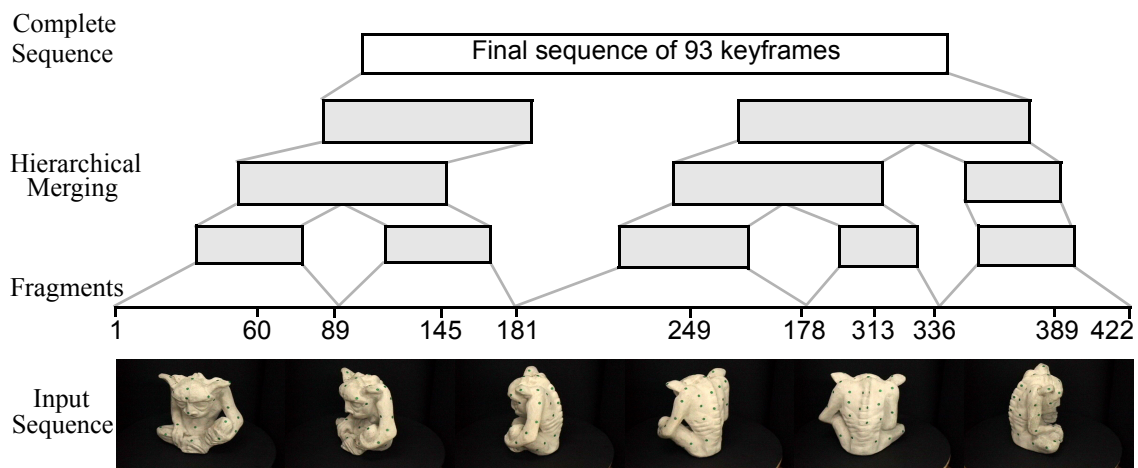 Complete
Sequence
Final sequence of 93 keyframes
Hierarchical
Merging
Fragments
1 60 89 145 181 249 178 313 336 389 422
Input
Sequence